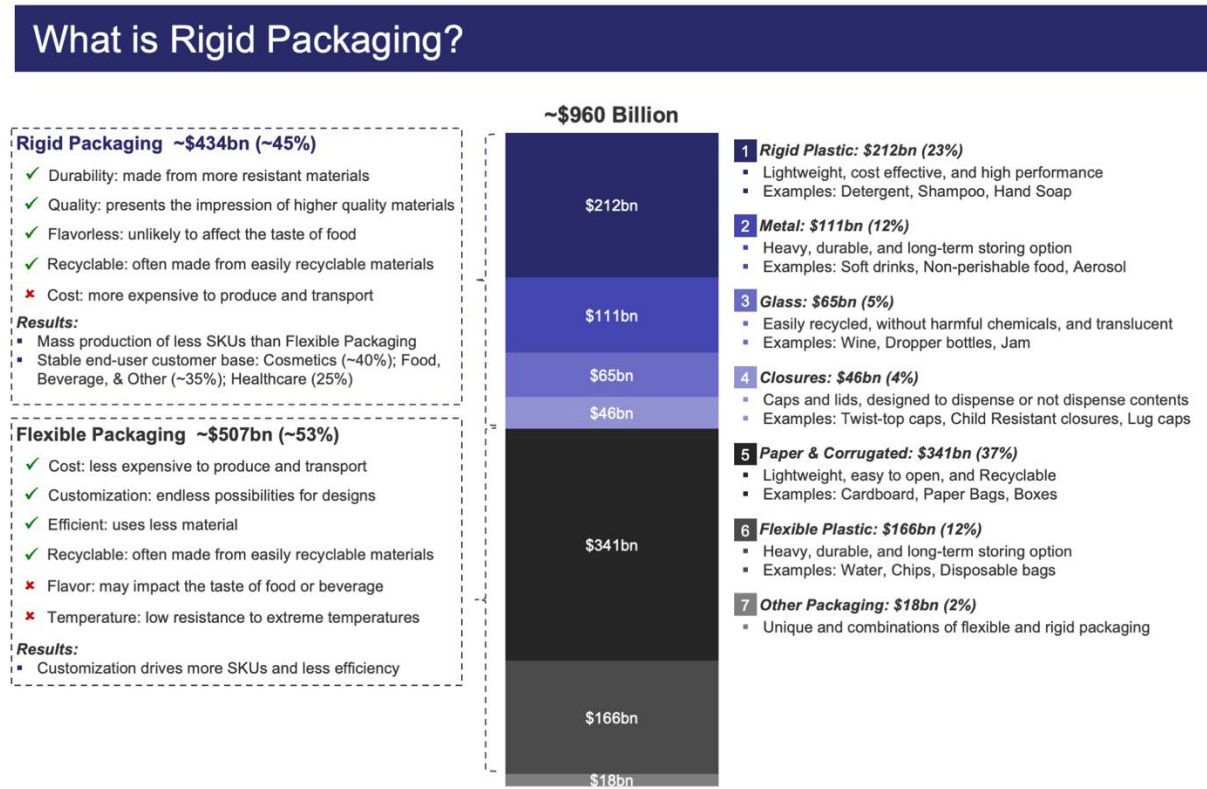 What is Rigid Packaging?
Rigid Packaging ~$434bn (~45%)
✓ Durability: made from more resistant materials
✓ Quality: presents the impression of higher quality materials
✓ Flavorless: unlikely to affect the taste of food
✓ Recyclable: often made from easily recyclable materials
✘ Cost: more expensive to produce and transport
Results:
▪ Mass production of less SKUs than Flexible Packaging
▪ Stable end-user customer base: Cosmetics (~40%); Food,
Beverage, & Other (~35%); Healthcare (25%)
Flexible Packaging ~$507bn (~53%)
✓ Cost: less expensive to produce and transport
✓ Customization: endless possibilities for designs
✓ Efficient: uses less material
✓ Recyclable: often made from easily recyclable materials
✘ Flavor: may impact the taste of food or beverage
✘ Temperature: low resistance to extreme temperatures
Results:
▪ Customization drives more SKUs and less efficiency
~$960 Billion
$212bn
$111bn
$65bn
$46bn
$341bn
$166bn
$18bn
1 Rigid Plastic: $212bn (23%)
▪ Lightweight, cost effective, and high performance
▪ Examples: Detergent, Shampoo, Hand Soap
2 Metal: $111bn (12%)
▪ Heavy, durable, and long-term storing option
▪ Examples: Soft drinks, Non-perishable food, Aerosol
3 Glass: $65bn (5%)
▪ Easily recycled, without harmful chemicals, and translucent
▪ Examples: Wine, Dropper bottles, Jam
4 Closures: $46bn (4%)
▪ Caps and lids, designed to dispense or not dispense contents
▪ Examples: Twist-top caps, Child Resistant closures, Lug caps
5 Paper & Corrugated: $341bn (37%)
▪ Lightweight, easy to open, and Recyclable
▪ Examples: Cardboard, Paper Bags, Boxes
6 Flexible Plastic: $166bn (12%)
▪ Heavy, durable, and long-term storing option
▪ Examples: Water, Chips, Disposable bags
7 Other Packaging: $18bn (2%)
▪ Unique and combinations of flexible and rigid packaging